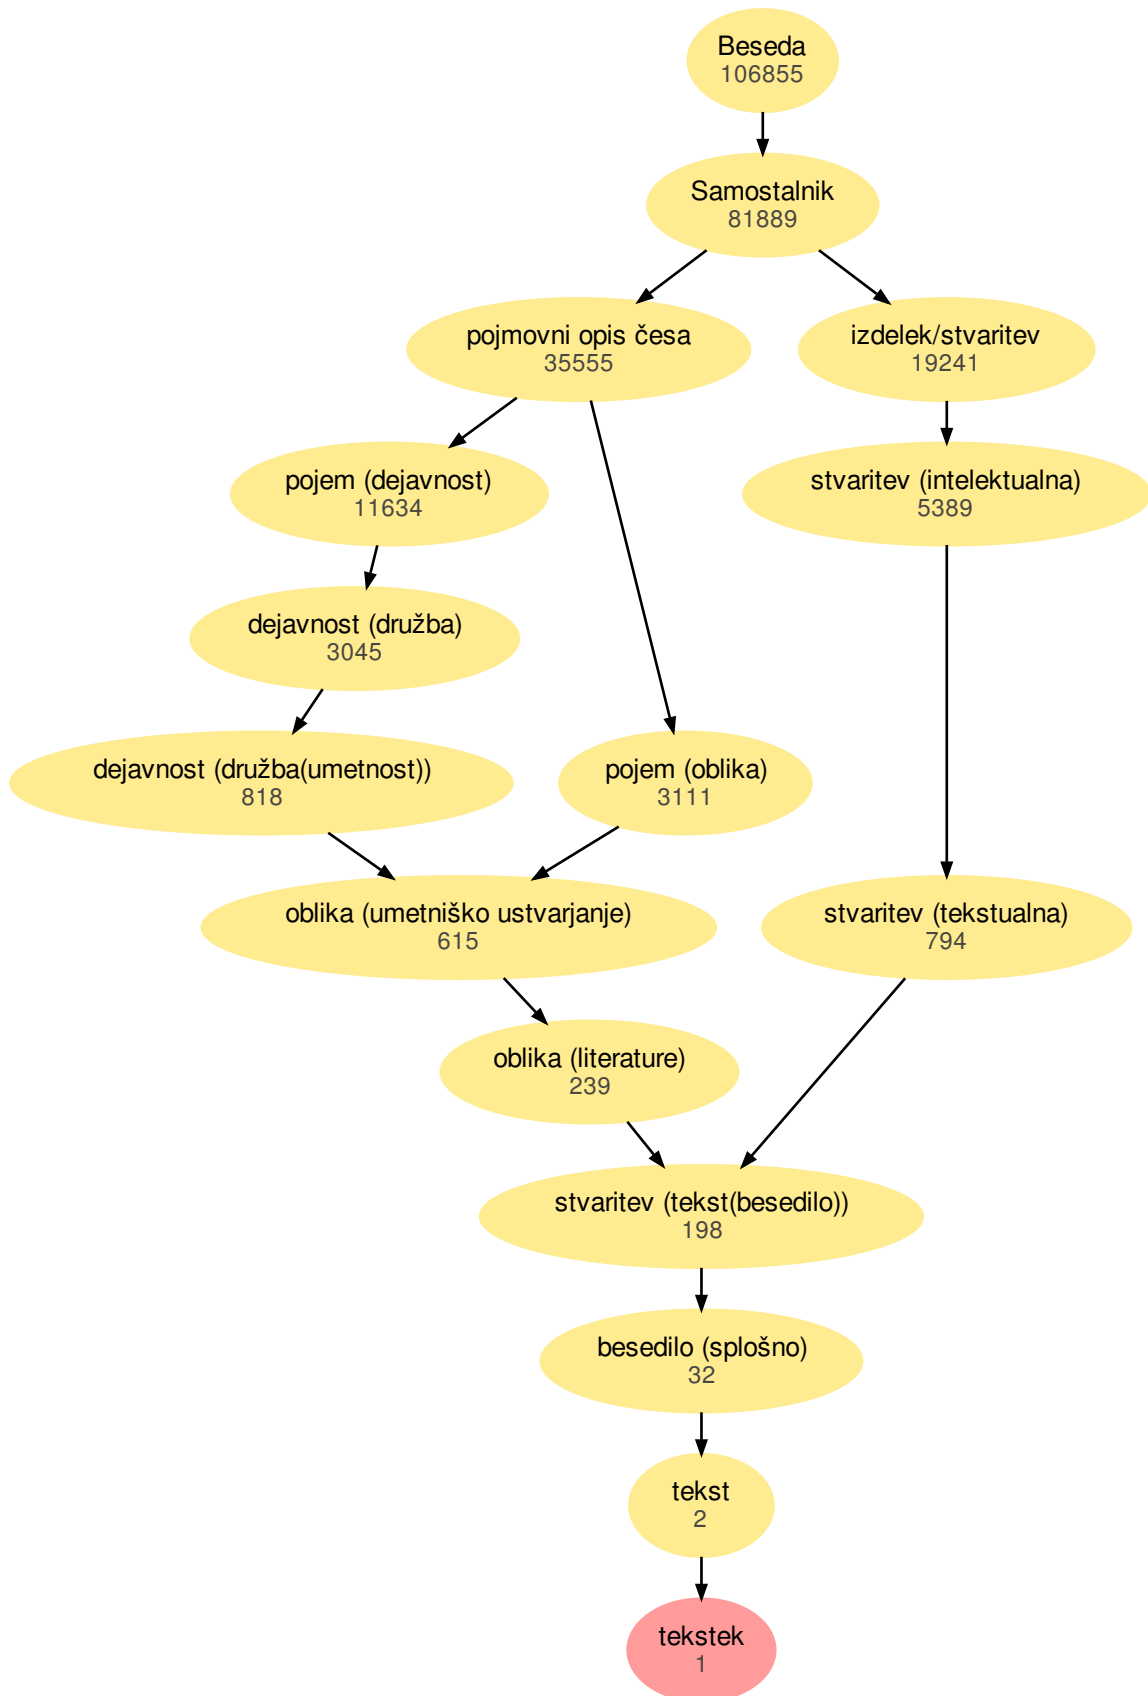 Beseda
106855
Samostalnik
81889
pojmovni opis česa
35555
izdelek/stvaritev
19241
pojem (dejavnost)
11634
stvaritev (intelektualna)
5389
dejavnost (družba)
3045
dejavnost (družba(umetnost))
818
pojem (oblika)
3111
oblika (umetniško ustvarjanje)
615
stvaritev (tekstualna)
794
oblika (literature)
239
stvaritev (tekst(besedilo))
198
besedilo (splošno)
32
tekst
2
tekstek
1